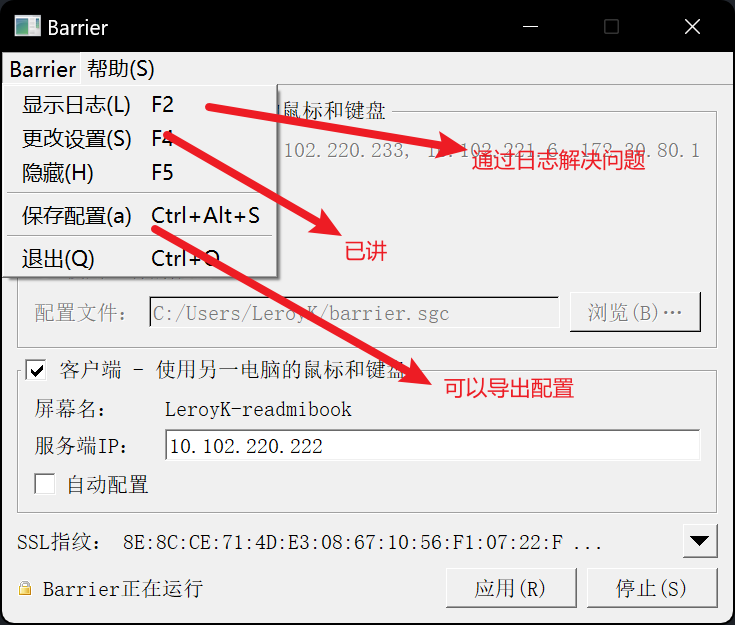 Barrier
Barrier 帮助(S)
显示日志(L) F2
鼠标和键盘
更改设置(S) F4
102.220.233,
80.1
通过日志解决问题
隐藏(H) F5
保存配置(a) Ctrl+Alt+S
已讲
退出(Q) Ctrl+Q
配置文件: C:/Users/LeroyK/barrier.sgc 浏览(B)…
客户端 - 使用另一电脑的鼠标和键盘
可以导出配置
屏幕名: LeroyK-readmibook
服务端IP: 10.102.220.222
自动配置
SSL指纹: 8E:8C:CE:71:4D:E3:08:67:10:56:F1:07:22:F ...
Barrier正在运行 应用(R) 停止(S)